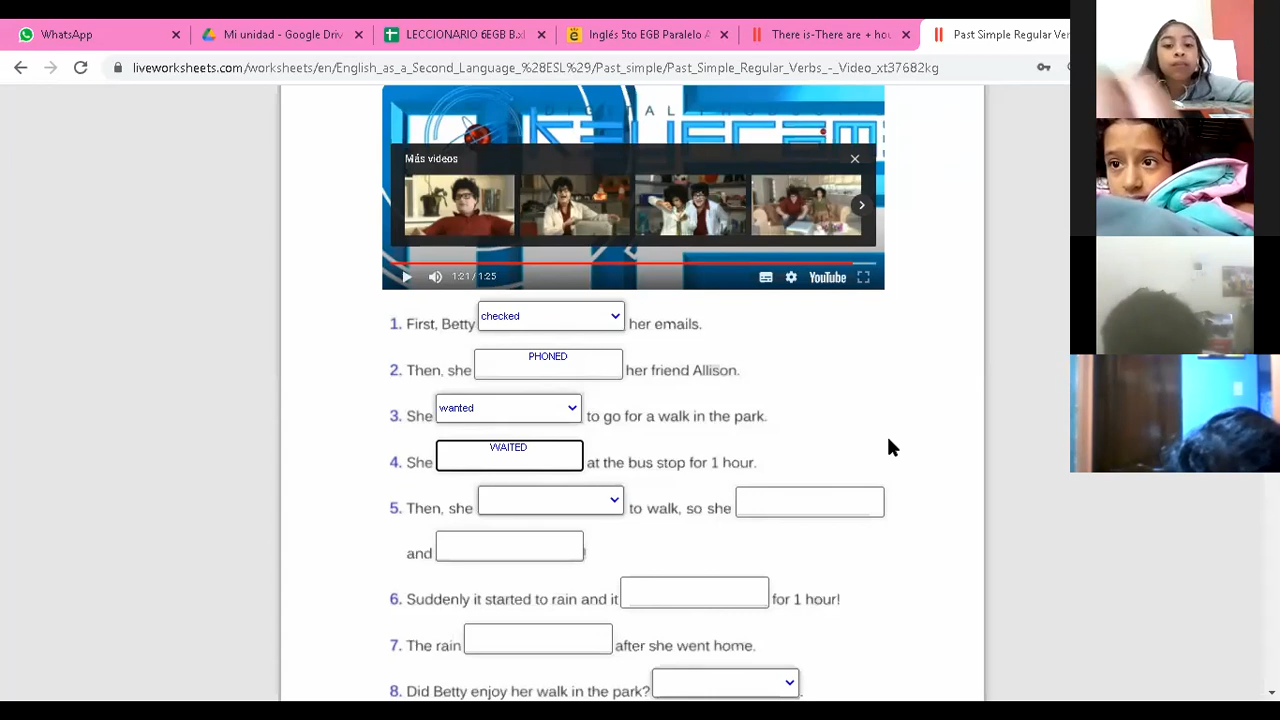 WhatsApp
Mi unidad - Google Driv
LECCIONARIO 6EGB B.xl
Inglés 5to EGB Paralelo A
There is-There are + hou
Past Simple Regular Ver
liveworksheets.com/worksheets/en/English_as_a_Second_Language_%28ESL%29/Past_simple/Past_Simple_Regular_Verbs_-_Video_xt37682kg
Más videos
1:21 / 1:25
YouTube
1. First, Betty checked her emails.
2. Then, she PHONED her friend Allison.
3. She wanted to go for a walk in the park.
4. She WAITED at the bus stop for 1 hour.
5. Then, she to walk, so she
and
6. Suddenly it started to rain and it for 1 hour!
7. The rain after she went home.
8. Did Betty enjoy her walk in the park? .